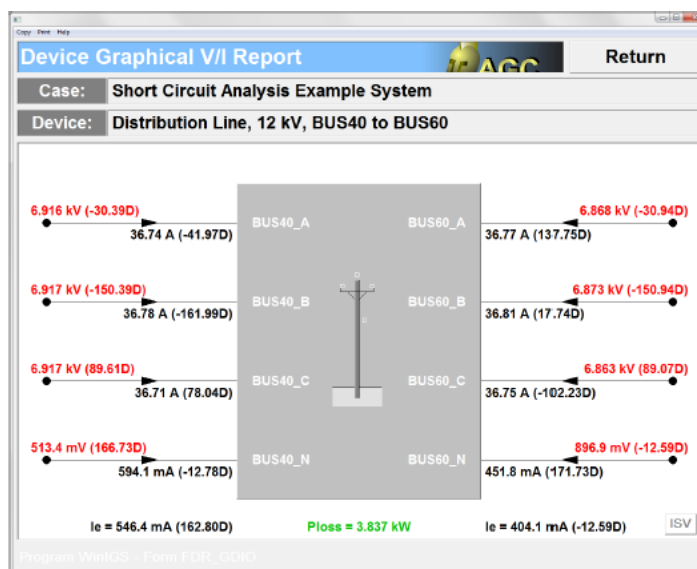 Copy Print Help
Device Graphical V/I Report
AGC
Return
Case: Short Circuit Analysis Example System
Device: Distribution Line, 12 kV, BUS40 to BUS60
6.916 kV (-30.39D) BUS40_A BUS60_A 6.868 kV (-30.94D)
36.74 A (-41.97D) 36.77 A (137.75D)
6.917 kV (-150.39D) BUS40_B BUS60_B 6.873 kV (-150.94D)
36.78 A (-161.99D) 36.81 A (17.74D)
6.917 kV (89.61D) BUS40_C BUS60_C 6.863 kV (89.07D)
36.71 A (78.04D) 36.75 A (-102.23D)
513.4 mV (166.73D) BUS40_N BUS60_N 896.9 mV (-12.59D)
594.1 mA (-12.78D) 451.8 mA (171.73D)
Ie = 546.4 mA (162.80D) Ploss = 3.837 kW Ie = 404.1 mA (-12.59D) ISV
Program WinIGS - Form FDR_GDIO